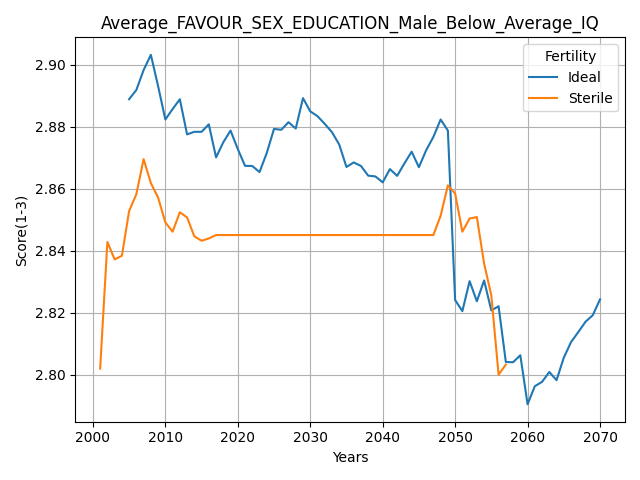 Average_FAVOUR_SEX_EDUCATION_Male_Below_Average_IQ
Fertility
Ideal
Sterile
Score(1-3)
2.90
2.88
2.86
2.84
2.82
2.80
2000 2010 2020 2030 2040 2050 2060 2070
Years